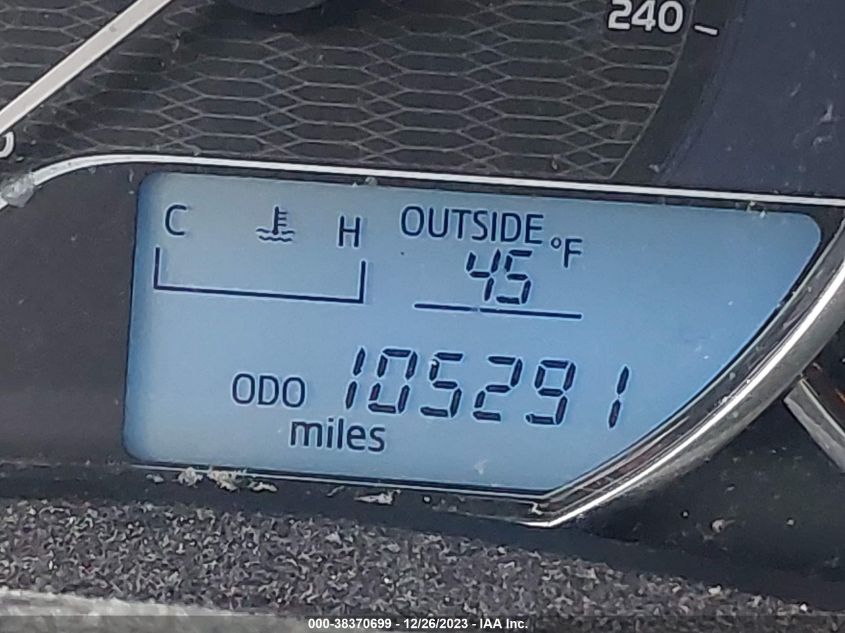 240
C H OUTSIDE °F
45
ODO 105291
miles
000-38370699 - 12/26/2023 - IAA Inc.